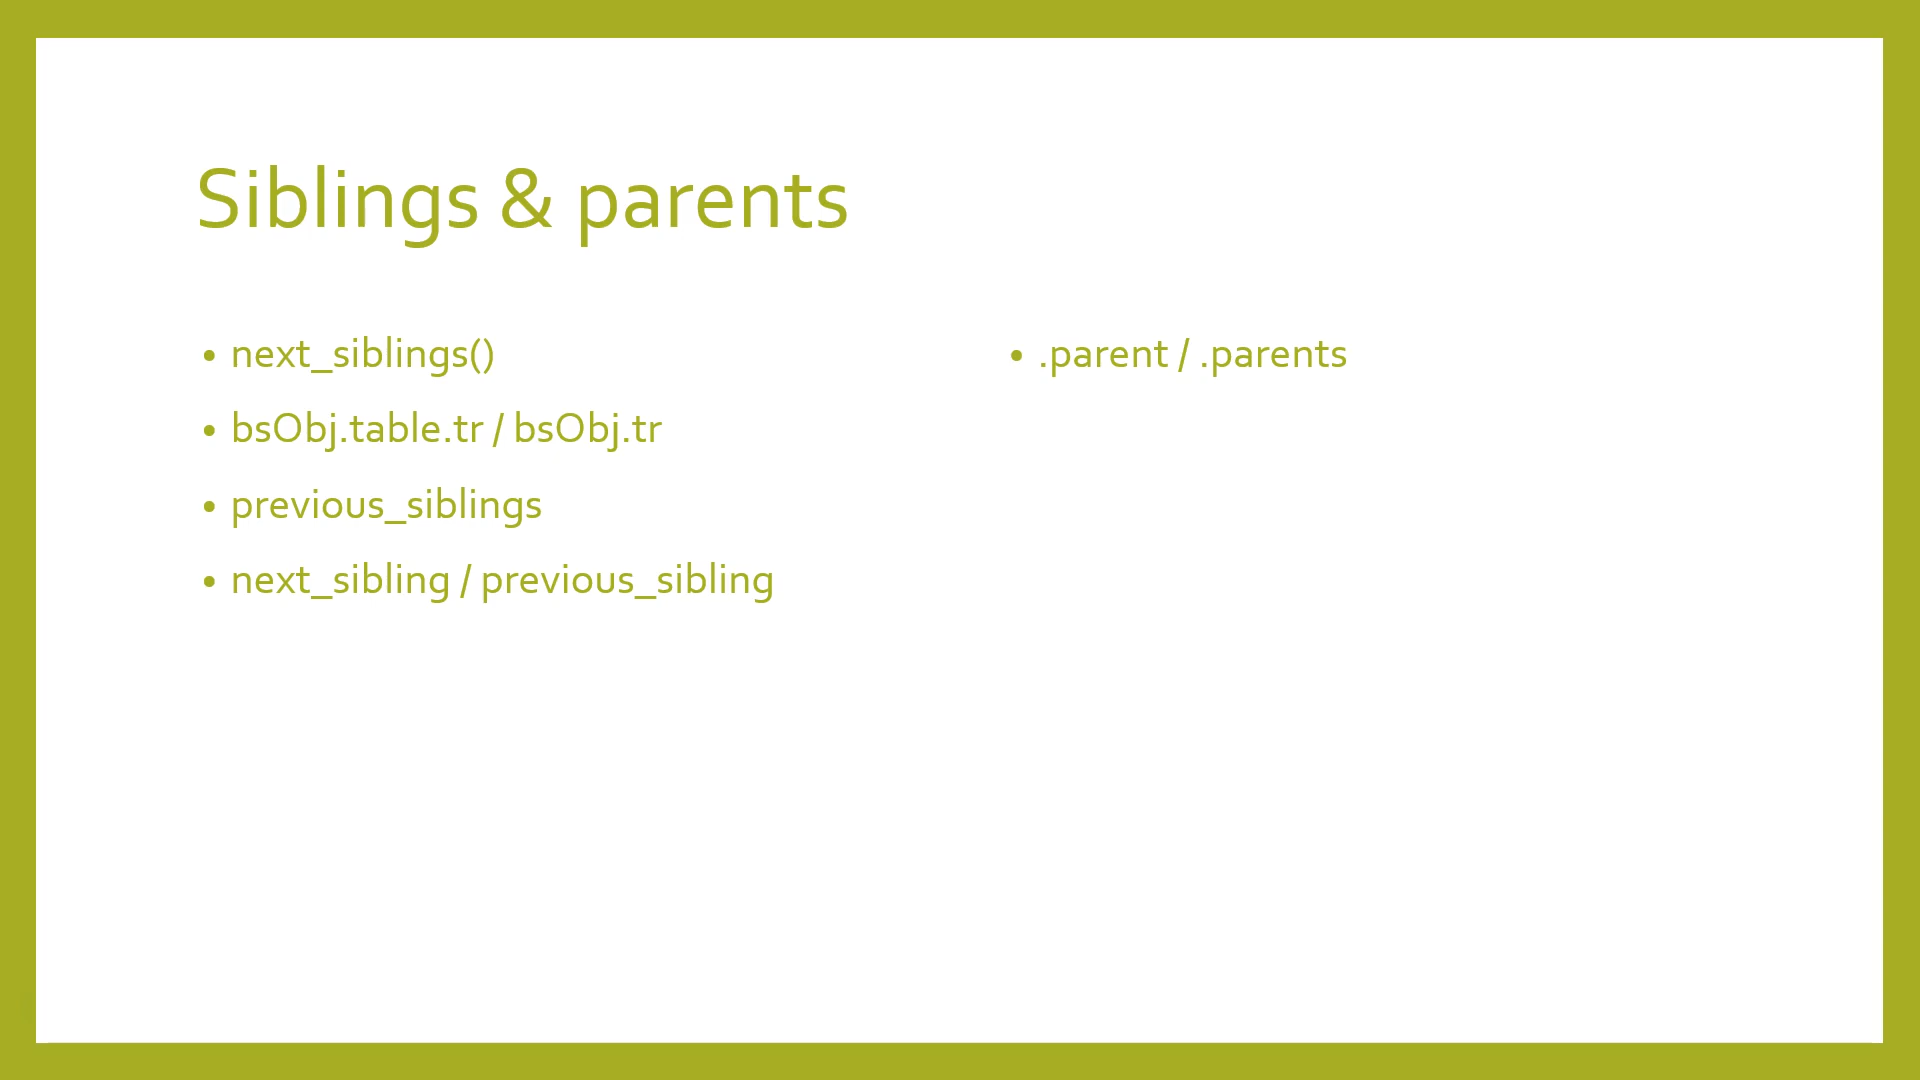 Siblings & parents
• next_siblings()
• bsObj.table.tr / bsObj.tr
• previous_siblings
• next_sibling / previous_sibling
• .parent / .parents